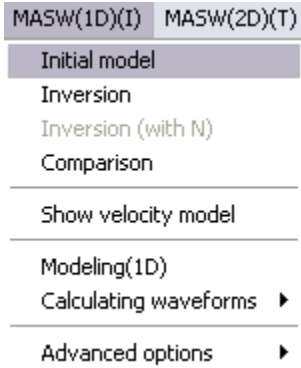 MASW(1D)(I) MASW(2D)(T)
Initial model
Inversion
Inversion (with N)
Comparison
Show velocity model
Modeling(1D)
Calculating waveforms
Advanced options